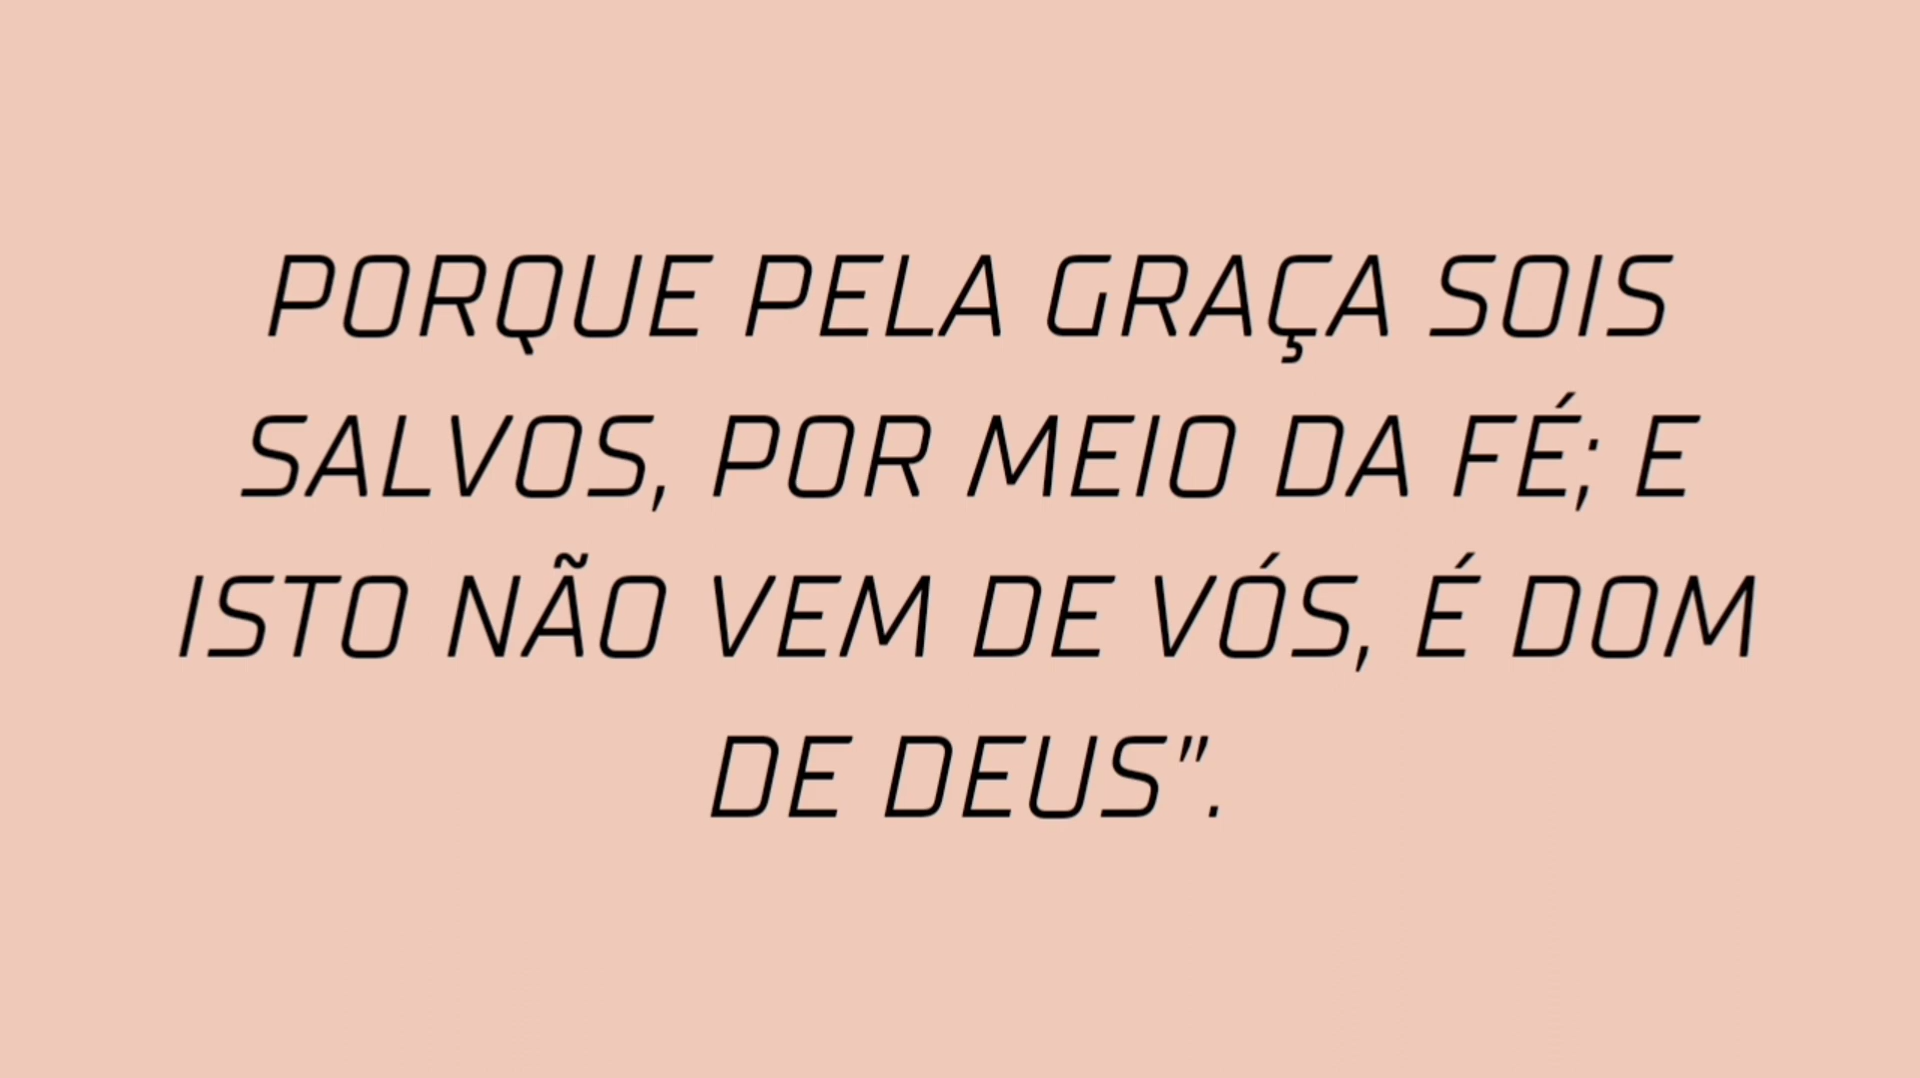 PORQUE PELA GRAÇA SOIS
SALVOS, POR MEIO DA FÉ; E
ISTO NÃO VEM DE VÓS, É DOM
DE DEUS”.